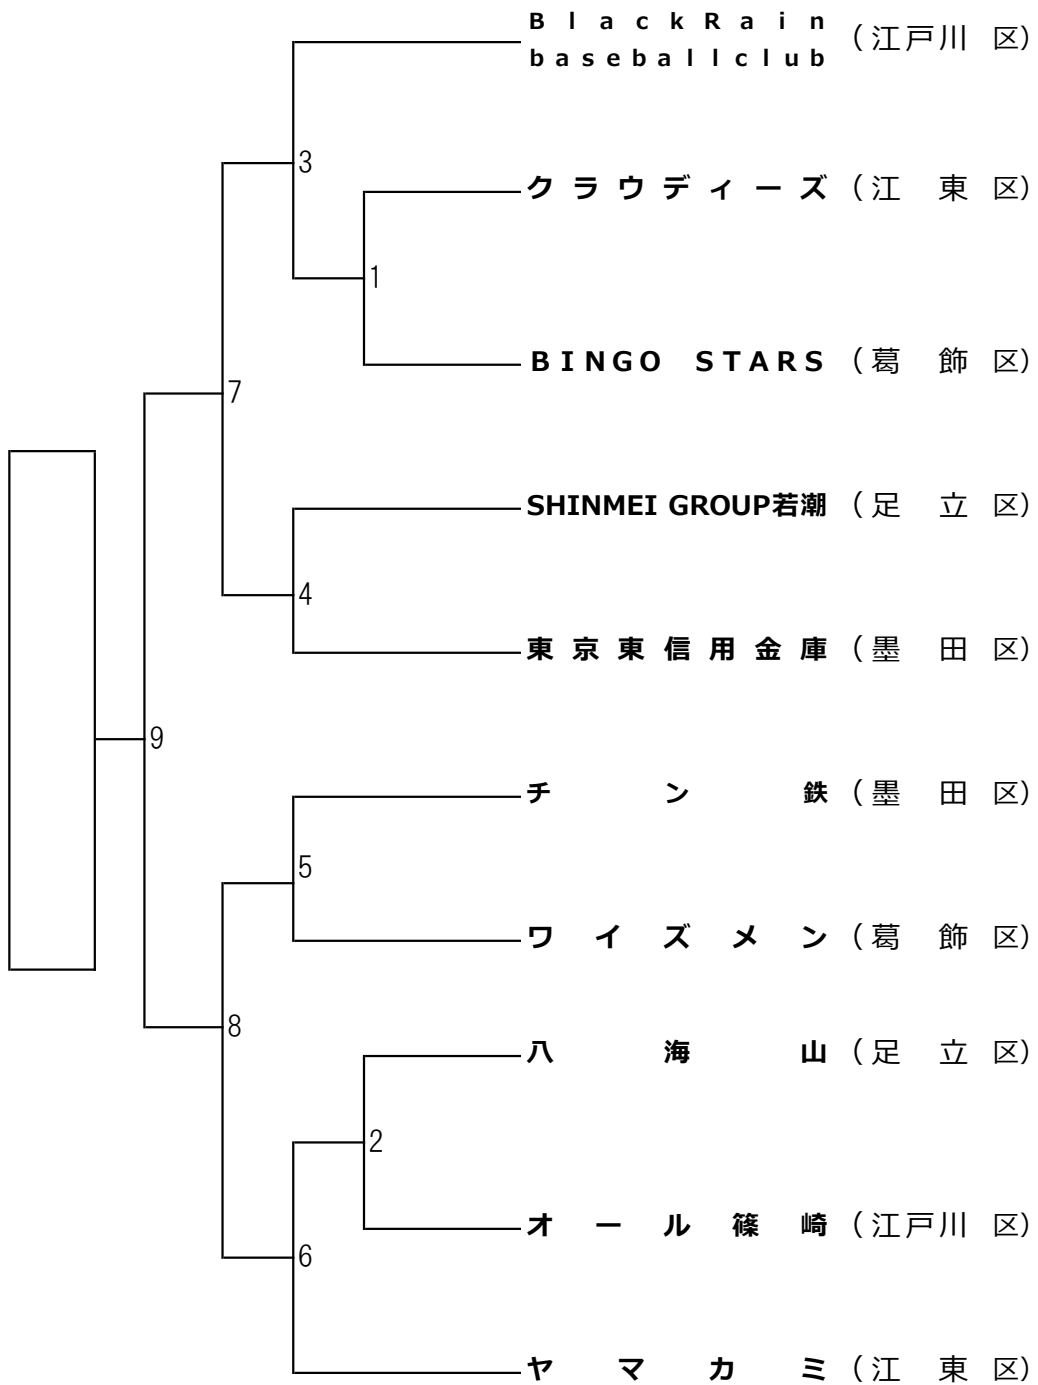 BlackRain
baseballclub (江戸川区)
3
クラウディーズ (江東区)
1
BINGO STARS (葛飾区)
7
SHINMEI GROUP若潮 (足立区)
4
東京東信用金庫 (墨田区)
9
チン鉄 (墨田区)
5
ワイズメン (葛飾区)
8
八海山 (足立区)
2
オール篠崎 (江戸川区)
6
ヤマカミ (江東区)